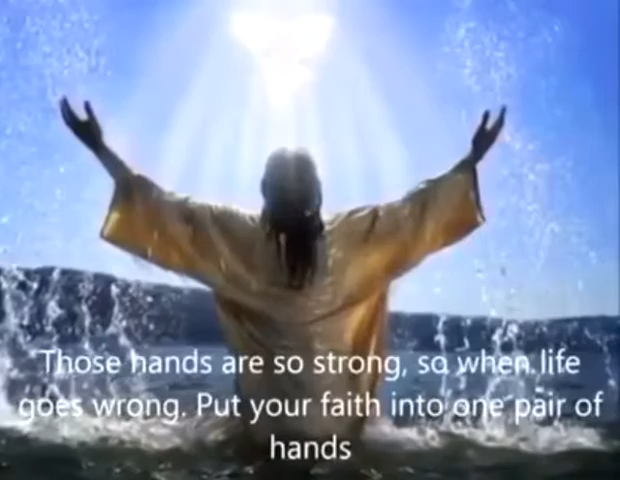 Those hands are so strong, so when life
goes wrong. Put your faith into one pair of
hands